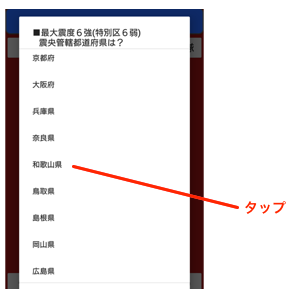 ■最大震度６強(特別区６弱)
震央管轄都道府県は？
京都府
大阪府
兵庫県
奈良県
和歌山県
鳥取県
島根県
岡山県
広島県
タップ